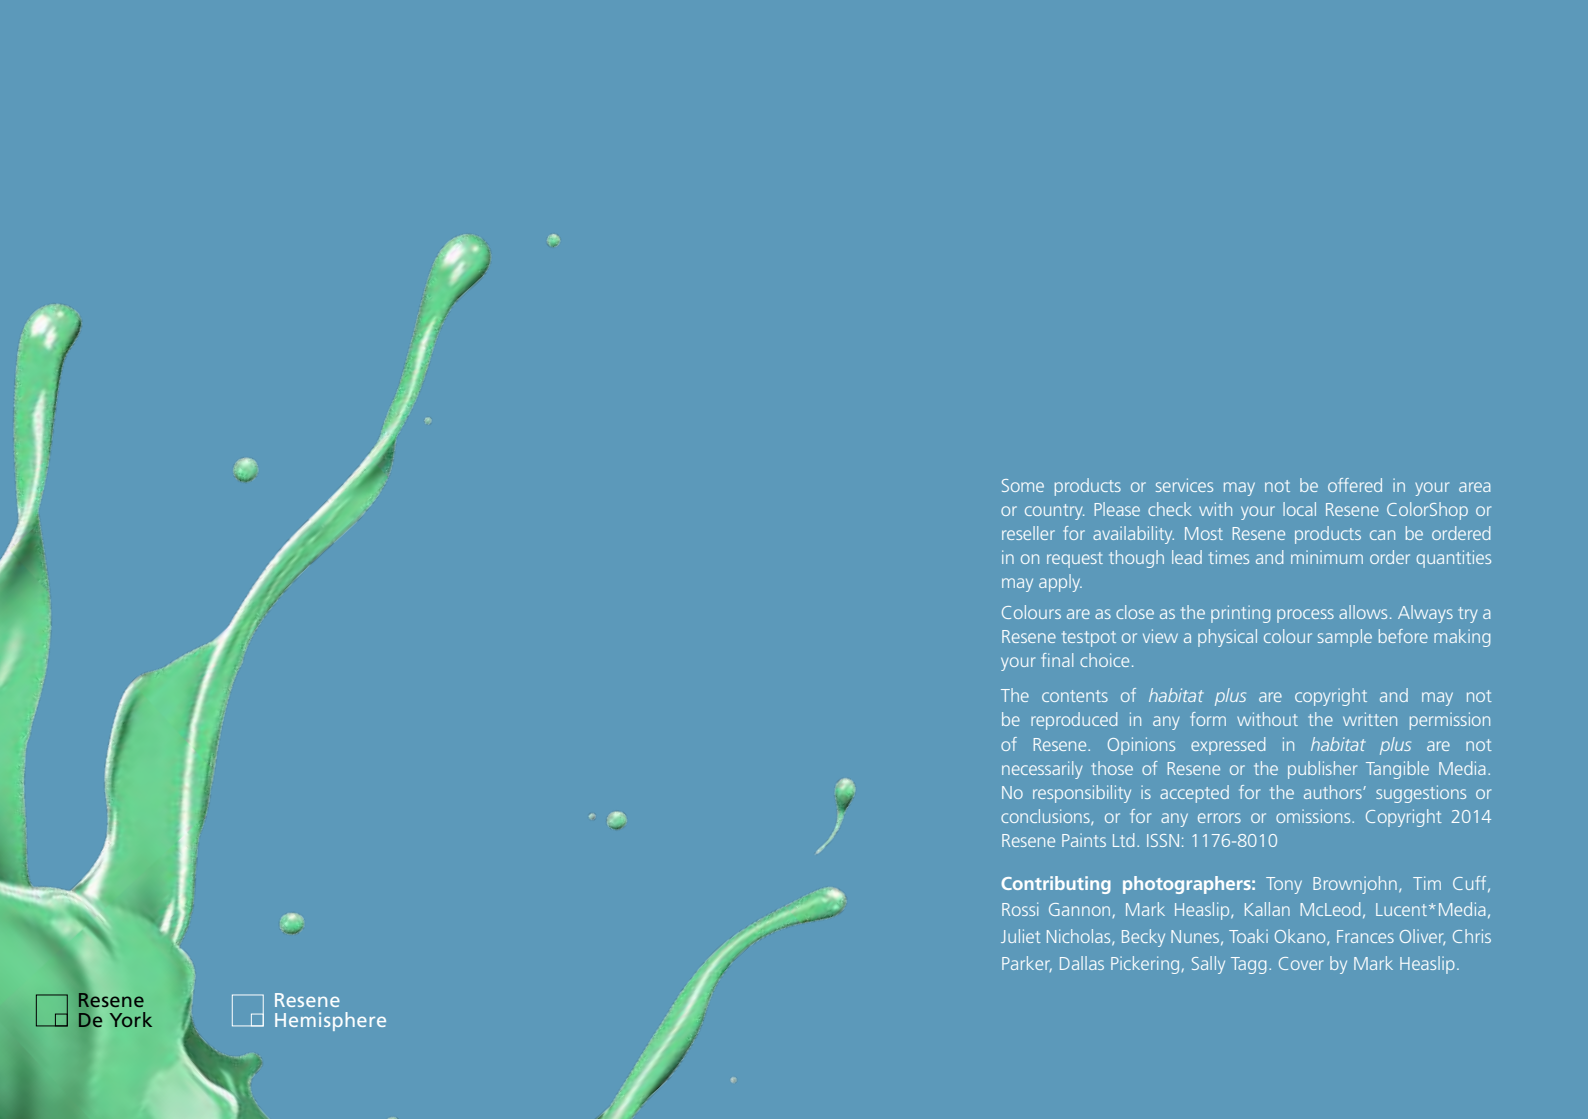 Some products or services may not be offered in your area
or country. Please check with your local Resene ColorShop or
reseller for availability. Most Resene products can be ordered
in on request though lead times and minimum order quantities
may apply.
Colours are as close as the printing process allows. Always try a
Resene testpot or view a physical colour sample before making
your final choice.
The contents of habitat plus are copyright and may not
be reproduced in any form without the written permission
of Resene. Opinions expressed in habitat plus are not
necessarily those of Resene or the publisher Tangible Media.
No responsibility is accepted for the authors’ suggestions or
conclusions, or for any errors or omissions. Copyright 2014
Resene Paints Ltd. ISSN: 1176-8010
Contributing photographers: Tony Brownjohn, Tim Cuff,
Rossi Gannon, Mark Heaslip, Kallan McLeod, Lucent*Media,
Juliet Nicholas, Becky Nunes, Toaki Okano, Frances Oliver, Chris
Parker, Dallas Pickering, Sally Tagg. Cover by Mark Heaslip.
Resene
De York
Resene
Hemisphere